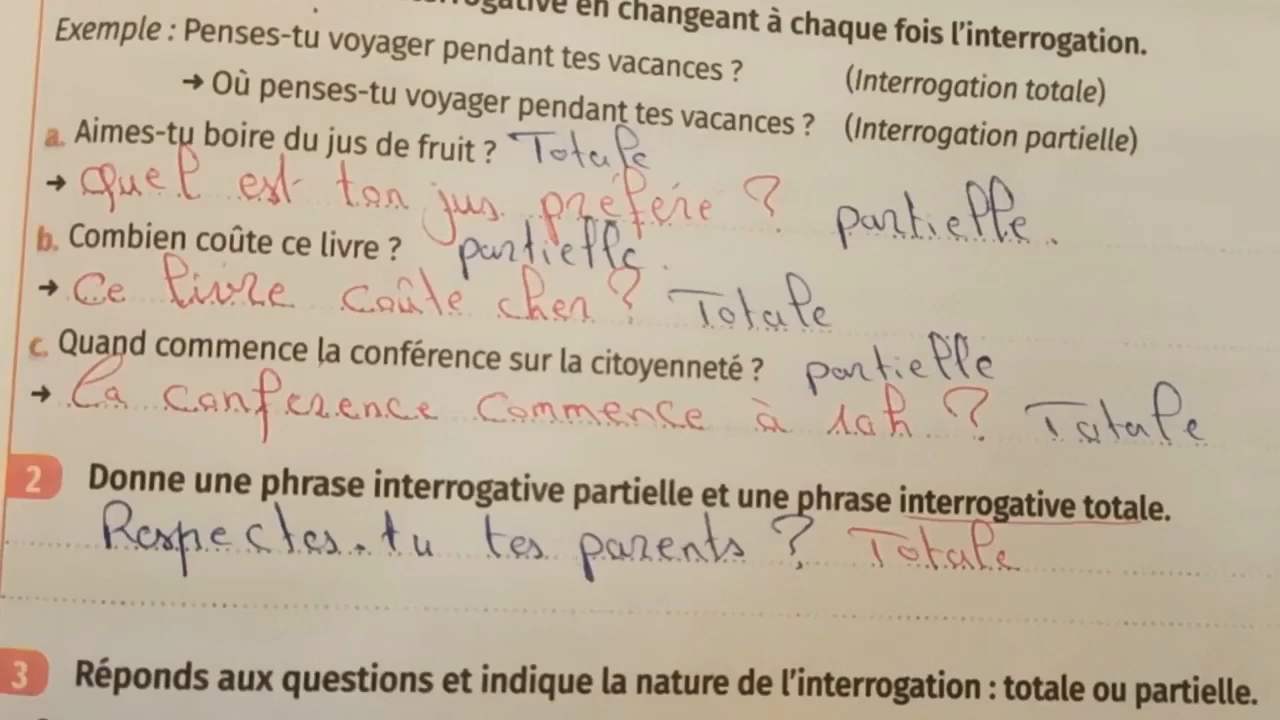 interrogative en changeant à chaque fois l'interrogation.
Exemple : Penses-tu voyager pendant tes vacances ? (Interrogation totale)
→ Où penses-tu voyager pendant tes vacances ? (Interrogation partielle)
a. Aimes-tu boire du jus de fruit ? Totale
→ quel est ton jus préféré ? partielle.
b. Combien coûte ce livre ? partielle.
→ Ce livre coûte cher ? Totale
c. Quand commence la conférence sur la citoyenneté ? partielle
→ la conference commence à 10h ? Totale
2 Donne une phrase interrogative partielle et une phrase interrogative totale.
Respectes-tu tes parents ? Totale
3 Réponds aux questions et indique la nature de l'interrogation : totale ou partielle.